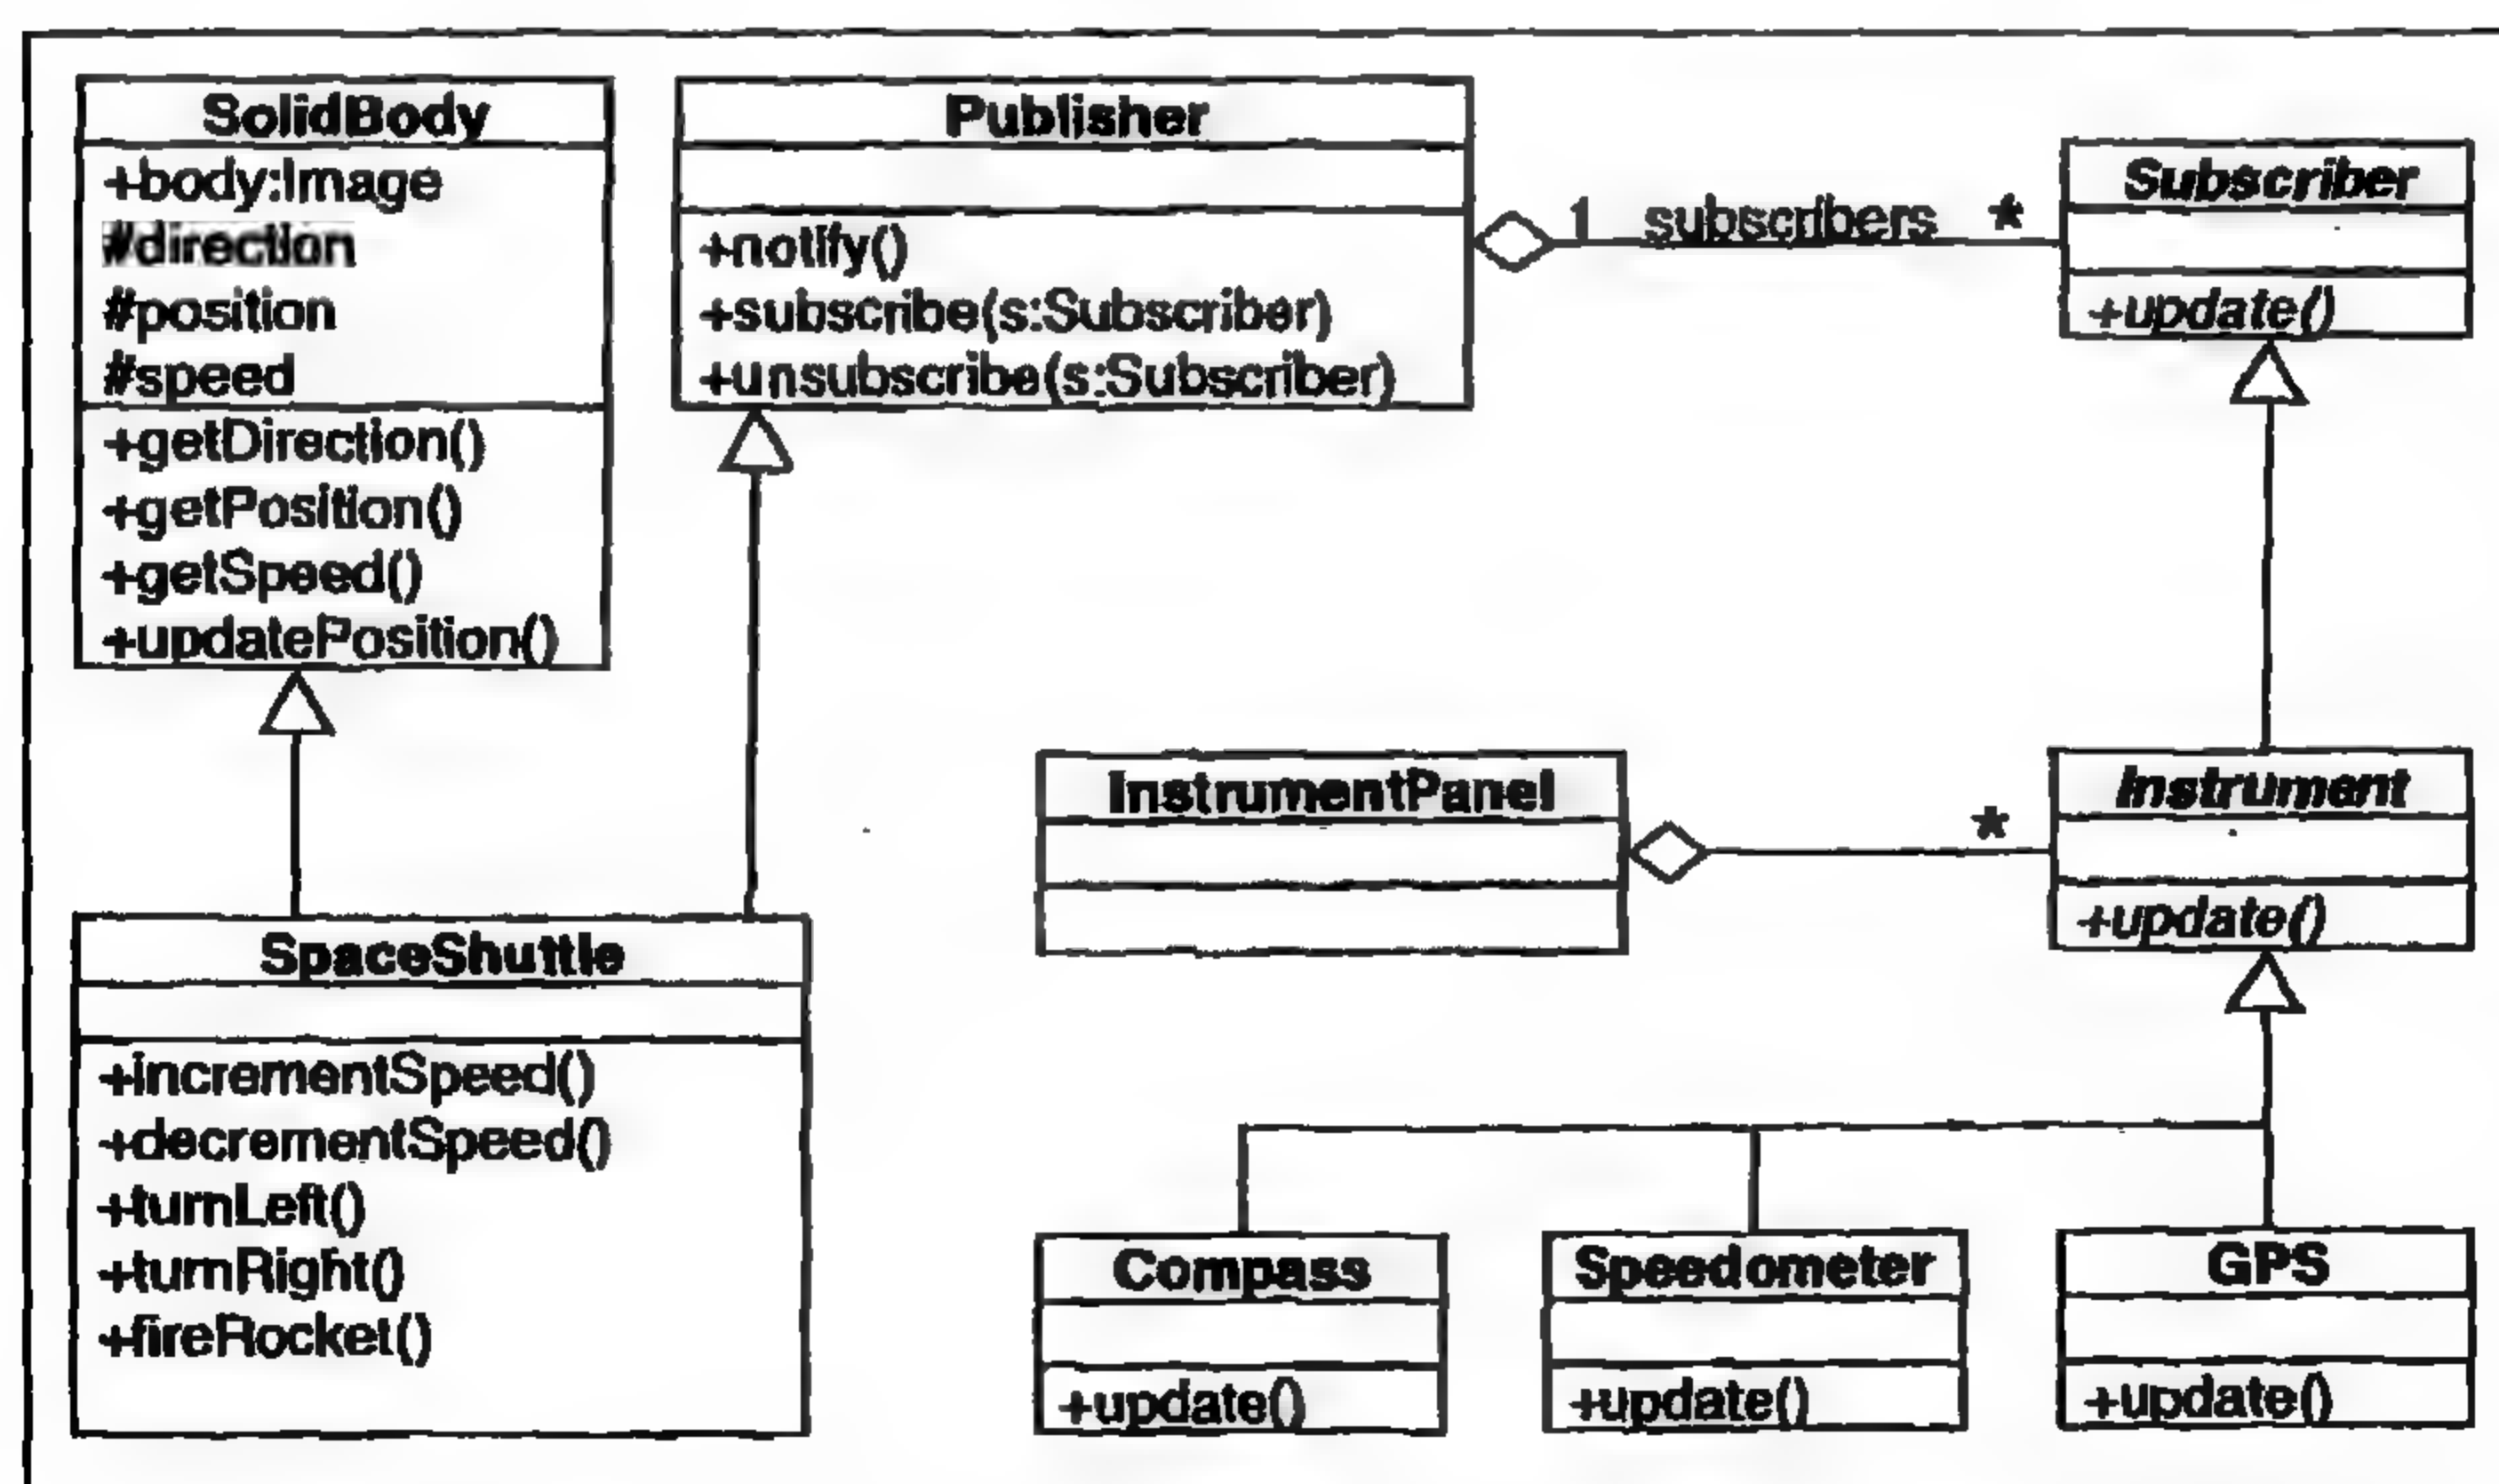 SolidBody
+body:Image
#direction
#position
#speed
+getDirection()
+getPosition()
+getSpeed()
+updatePosition()
Publisher
+notify()
+subscribe(s:Subscriber)
+unsubscribe(s:Subscriber)
1 subscribers *
Subscriber
+update()
InstrumentPanel
*
Instrument
+update()
SpaceShuttle
+incrementSpeed()
+decrementSpeed()
+turnLeft()
+turnRight()
+fireRocket()
Compass
+update()
Speedometer
+update()
GPS
+update()